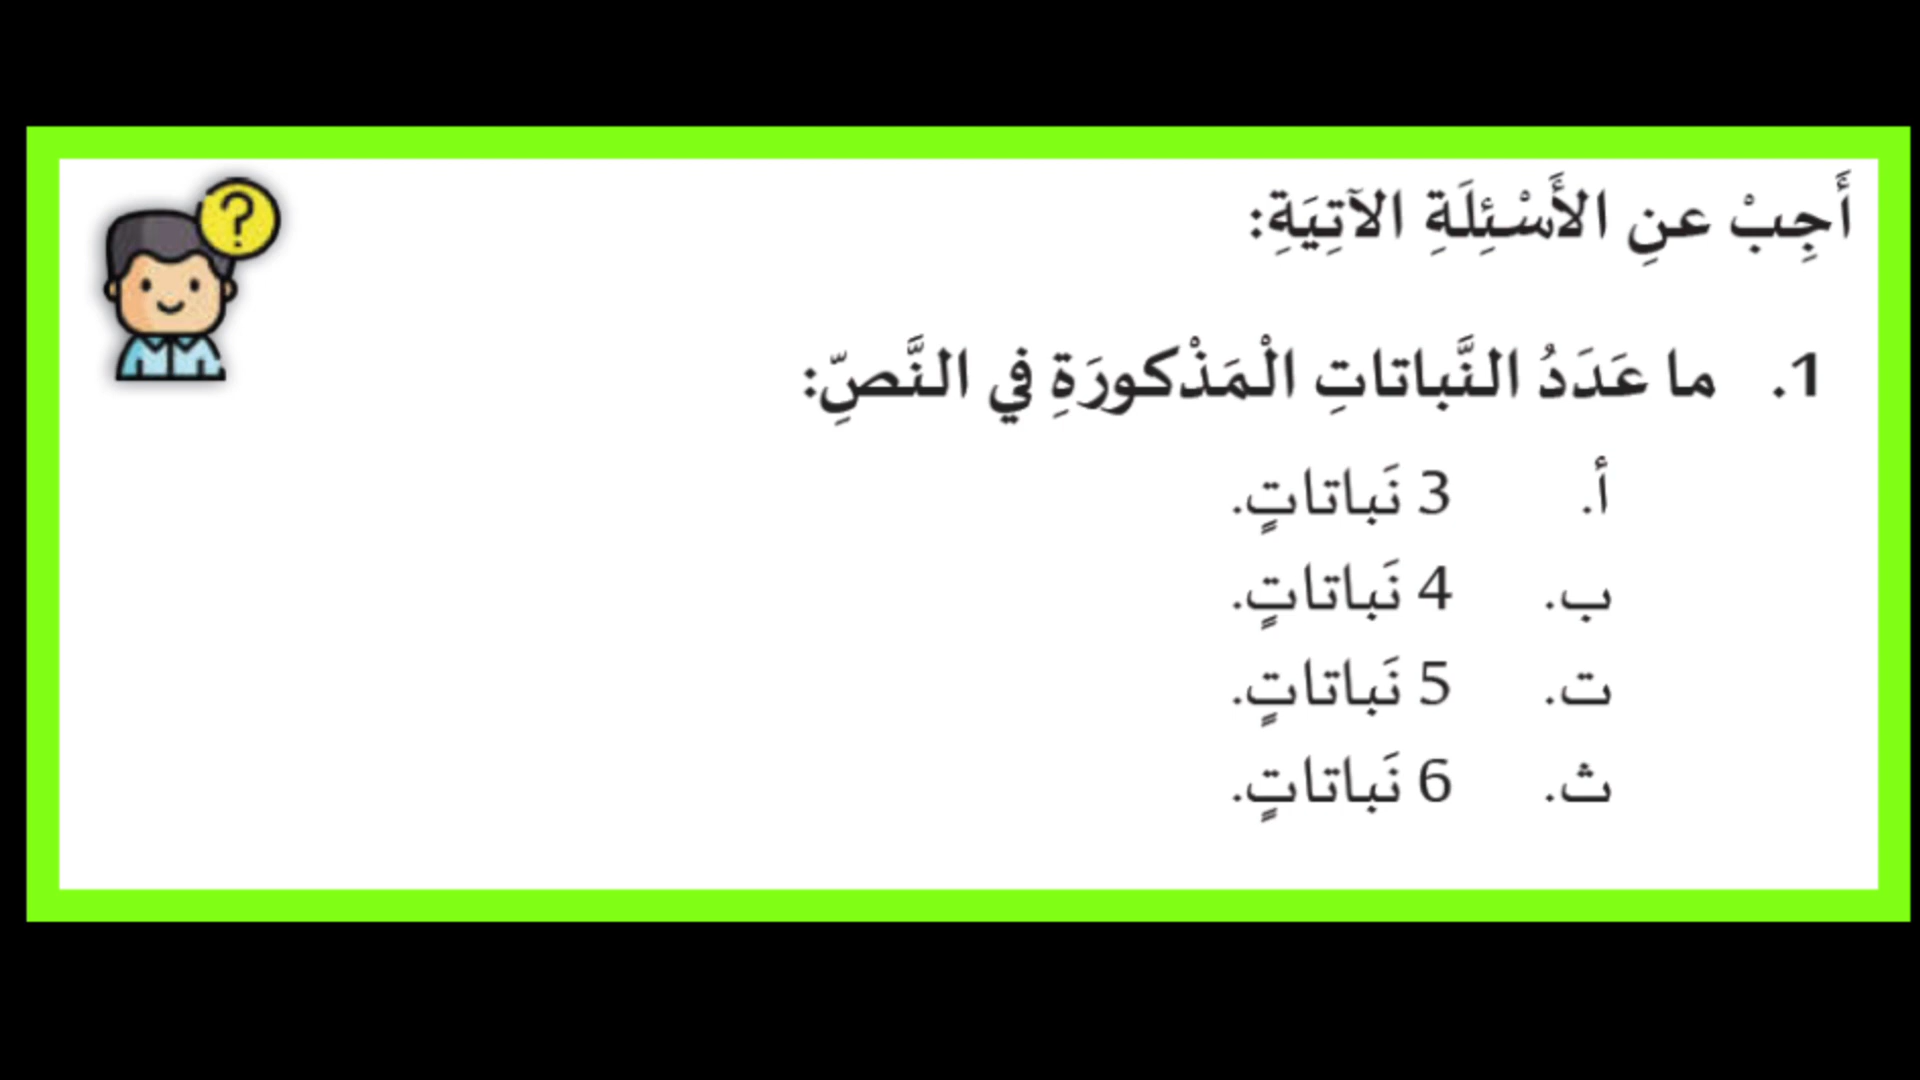 ?
أَجِبْ عنِ الأَسْئِلَةِ الآتِيَةِ:
1. ما عَدَدُ النَّباتاتِ الْمَذْكورَةِ في النَّصِّ:
أ. 3 نَباتاتٍ.
ب. 4 نَباتاتٍ.
ت. 5 نَباتاتٍ.
ث. 6 نَباتاتٍ.